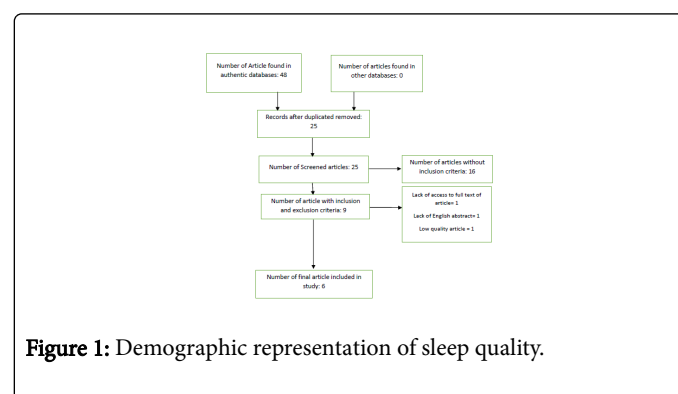 Number of Article found in
authentic databases: 48
Number of articles found in
other databases: 0
Records after duplicated removed:
25
Number of Screened articles: 25
Number of articles without
inclusion criteria: 16
Number of article with inclusion
and exclusion criteria: 9
Lack of access to full text of
article= 1
Lack of English abstract= 1
Low quality article = 1
Number of final article included in
study: 6
Figure 1: Demographic representation of sleep quality.